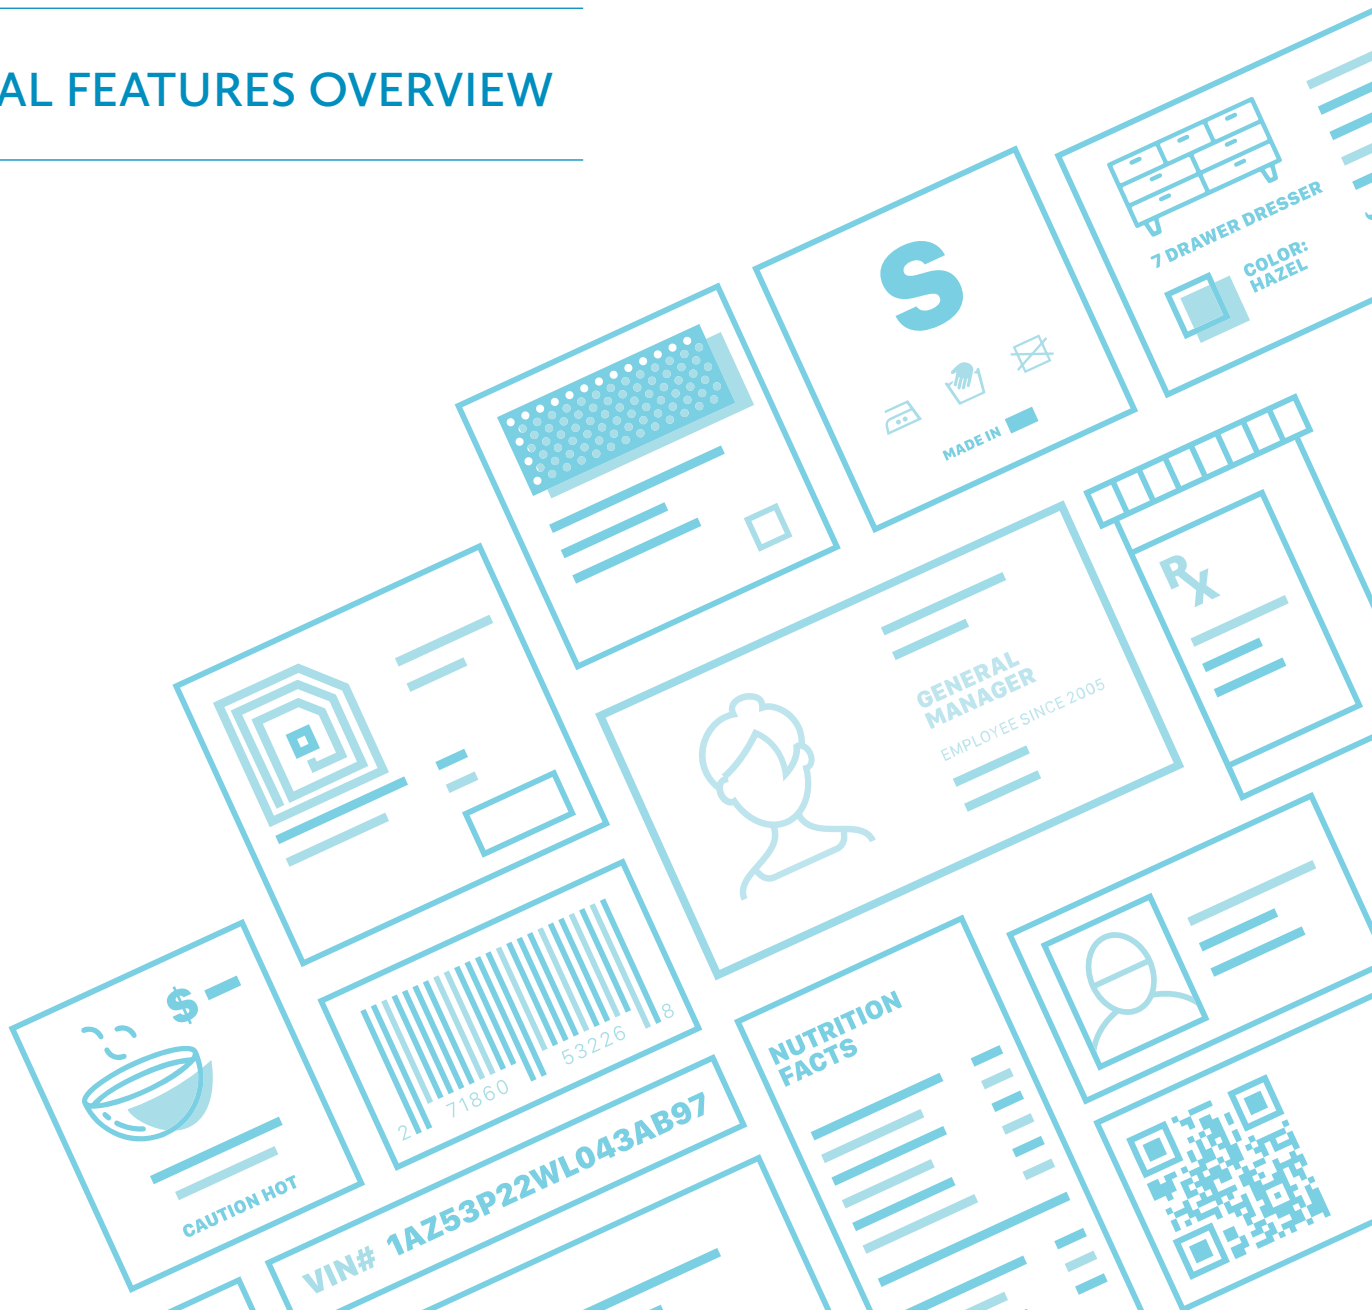 AL FEATURES OVERVIEW
7 DRAWER DRESSER
COLOR:
HAZEL
S
MADE IN
Rx
GENERAL
MANAGER
EMPLOYEE SINCE 2005
$
CAUTION HOT
2 71860 53226 8
VIN# 1AZ53P22WL043AB97
NUTRITION
FACTS